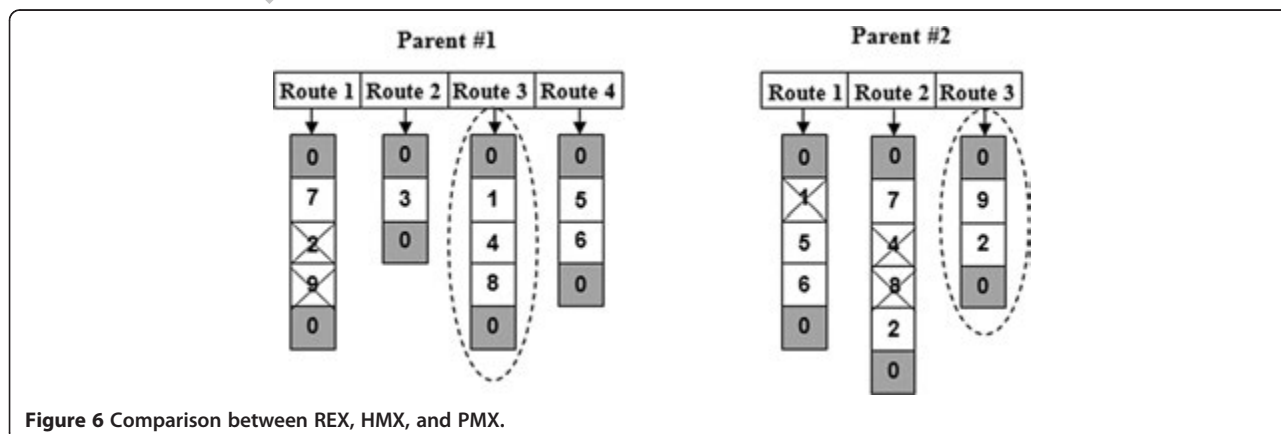 Parent #1
Parent #2
Route 1 Route 2 Route 3 Route 4
Route 1 Route 2 Route 3
0 0 0 0
7 3 1 5
2 0 4 6
9 8 0
0 0
0 0 0
1 7 9
5 4 2
6 8 0
0 2
0
Figure 6 Comparison between REX, HMX, and PMX.